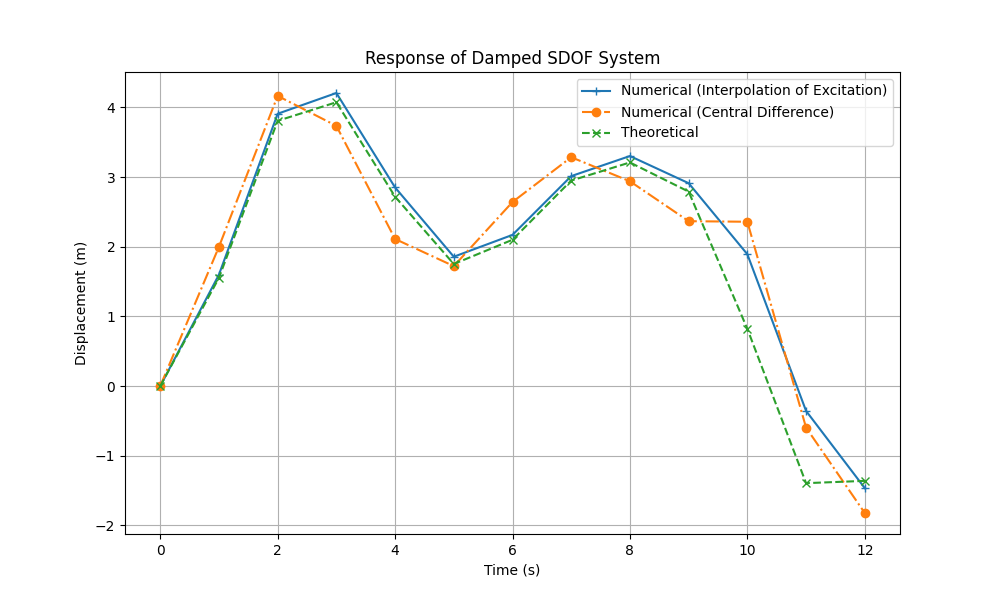 Response of Damped SDOF System
Numerical (Interpolation of Excitation)
Numerical (Central Difference)
Theoretical
Displacement (m)
4
3
2
1
0
−1
−2
0 2 4 6 8 10 12
Time (s)